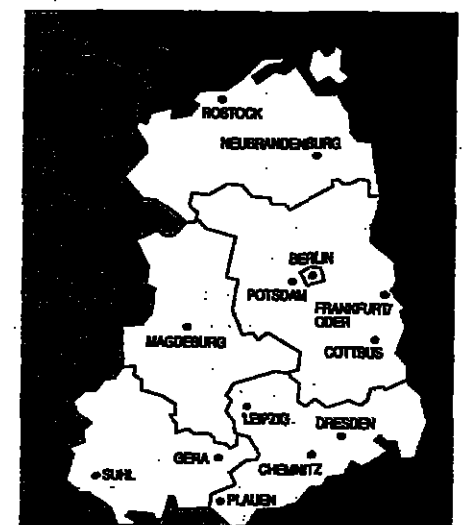 ROSTOCK
NEUBRANDENBURG
BERLIN
POTSDAM
FRANKFURT/
ODER
MAGDEBURG
COTTBUS
LEIPZIG
DRESDEN
GERA
CHEMNITZ
SUHL
PLAUEN